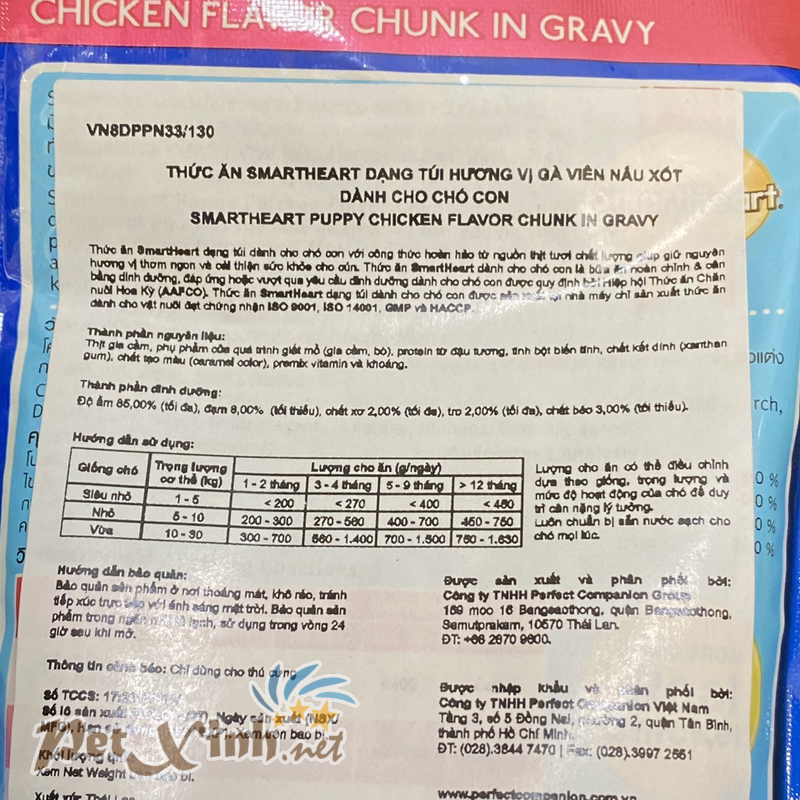 CHICKEN FLAVOR CHUNK IN GRAVY
VN8DPPN33/130
THỨC ĂN SMARTHEART DẠNG TÚI HƯƠNG VỊ GÀ VIÊN NẤU XỐT
DÀNH CHO CHÓ CON
SMARTHEART PUPPY CHICKEN FLAVOR CHUNK IN GRAVY
Thức ăn SmartHeart dạng túi dành cho chó con với công thức hoàn hảo từ nguồn thịt tươi chất lượng giúp giữ nguyên
hương vị thơm ngon và cải thiện sức khỏe cho cún. Thức ăn SmartHeart dành cho chó con là bữa ăn hoàn chỉnh & cân
bằng dinh dưỡng, đáp ứng hoặc vượt qua yêu cầu dinh dưỡng dành cho chó con được quy định bởi Hiệp hội Thức ăn Chăn
nuôi Hoa Kỳ (AAFCO). Thức ăn SmartHeart dạng túi dành cho chó con được sản xuất tại nhà máy chỉ sản xuất thức ăn
dành cho vật nuôi đạt chứng nhận ISO 9001, ISO 14001, GMP và HACCP.
Thành phần nguyên liệu:
Thịt gia cầm, phụ phẩm của quá trình giết mổ (gia cầm, bò), protein từ đậu tương, tinh bột biến tính, chất kết dính (xanthan
gum), chất tạo màu (caramel color), premix vitamin và khoáng.
Thành phần dinh dưỡng:
Độ ẩm 85,00% (tối đa), đạm 8,00% (tối thiểu), chất xơ 2,00% (tối đa), tro 2,00% (tối đa), chất béo 3,00% (tối thiểu).
Hướng dẫn sử dụng:
Giống chó Trọng lượng cơ thể (kg) Lượng cho ăn (g/ngày)
1 - 2 tháng 3 - 4 tháng 5 - 9 tháng > 12 tháng
Siêu nhỏ 1 - 5 < 200 < 270 < 400 < 450
Nhỏ 5 - 10 200 - 300 270 - 560 400 - 700 450 - 750
Vừa 10 - 30 300 - 700 560 - 1.400 700 - 1.500 750 - 1.630
Lượng cho ăn có thể điều chỉnh
dựa theo giống, trọng lượng và
mức độ hoạt động của chó để duy
trì cân nặng lý tưởng.
Luôn chuẩn bị sẵn nước sạch cho
chó mọi lúc.
Hướng dẫn bảo quản:
Bảo quản sản phẩm ở nơi thoáng mát, khô ráo, tránh
tiếp xúc trực tiếp với ánh sáng mặt trời. Bảo quản sản
phẩm trong ngăn mát tủ lạnh, sử dụng trong vòng 24
giờ sau khi mở.
Thông tin cảnh báo: Chỉ dùng cho thú cưng
Số TCCS:
Số lô sản xuất Ngày sản xuất (NSX/
MFG), Xem trên bao bì.
Khối lượng
Xem Net Weight trên bao bì.
Xuất xứ: Thái Lan
Được sản xuất và phân phối bởi:
Công ty TNHH Perfect Companion Group
169 moo 16 Bangsaothong, quận Bangsaothong,
Samutprakarn, 10570 Thái Lan.
ĐT: +66 2670 9600.
Được nhập khẩu và phân phối bởi:
Công ty TNHH Perfect Companion Việt Nam
Tầng 3, số 5 Đồng Nai, phường 2, quận Tân Bình,
thành phố Hồ Chí Minh.
ĐT: (028).3844 7470 | Fax: (028).3997 2561
www.perfectcompanion.com.vn
PetXinh.net